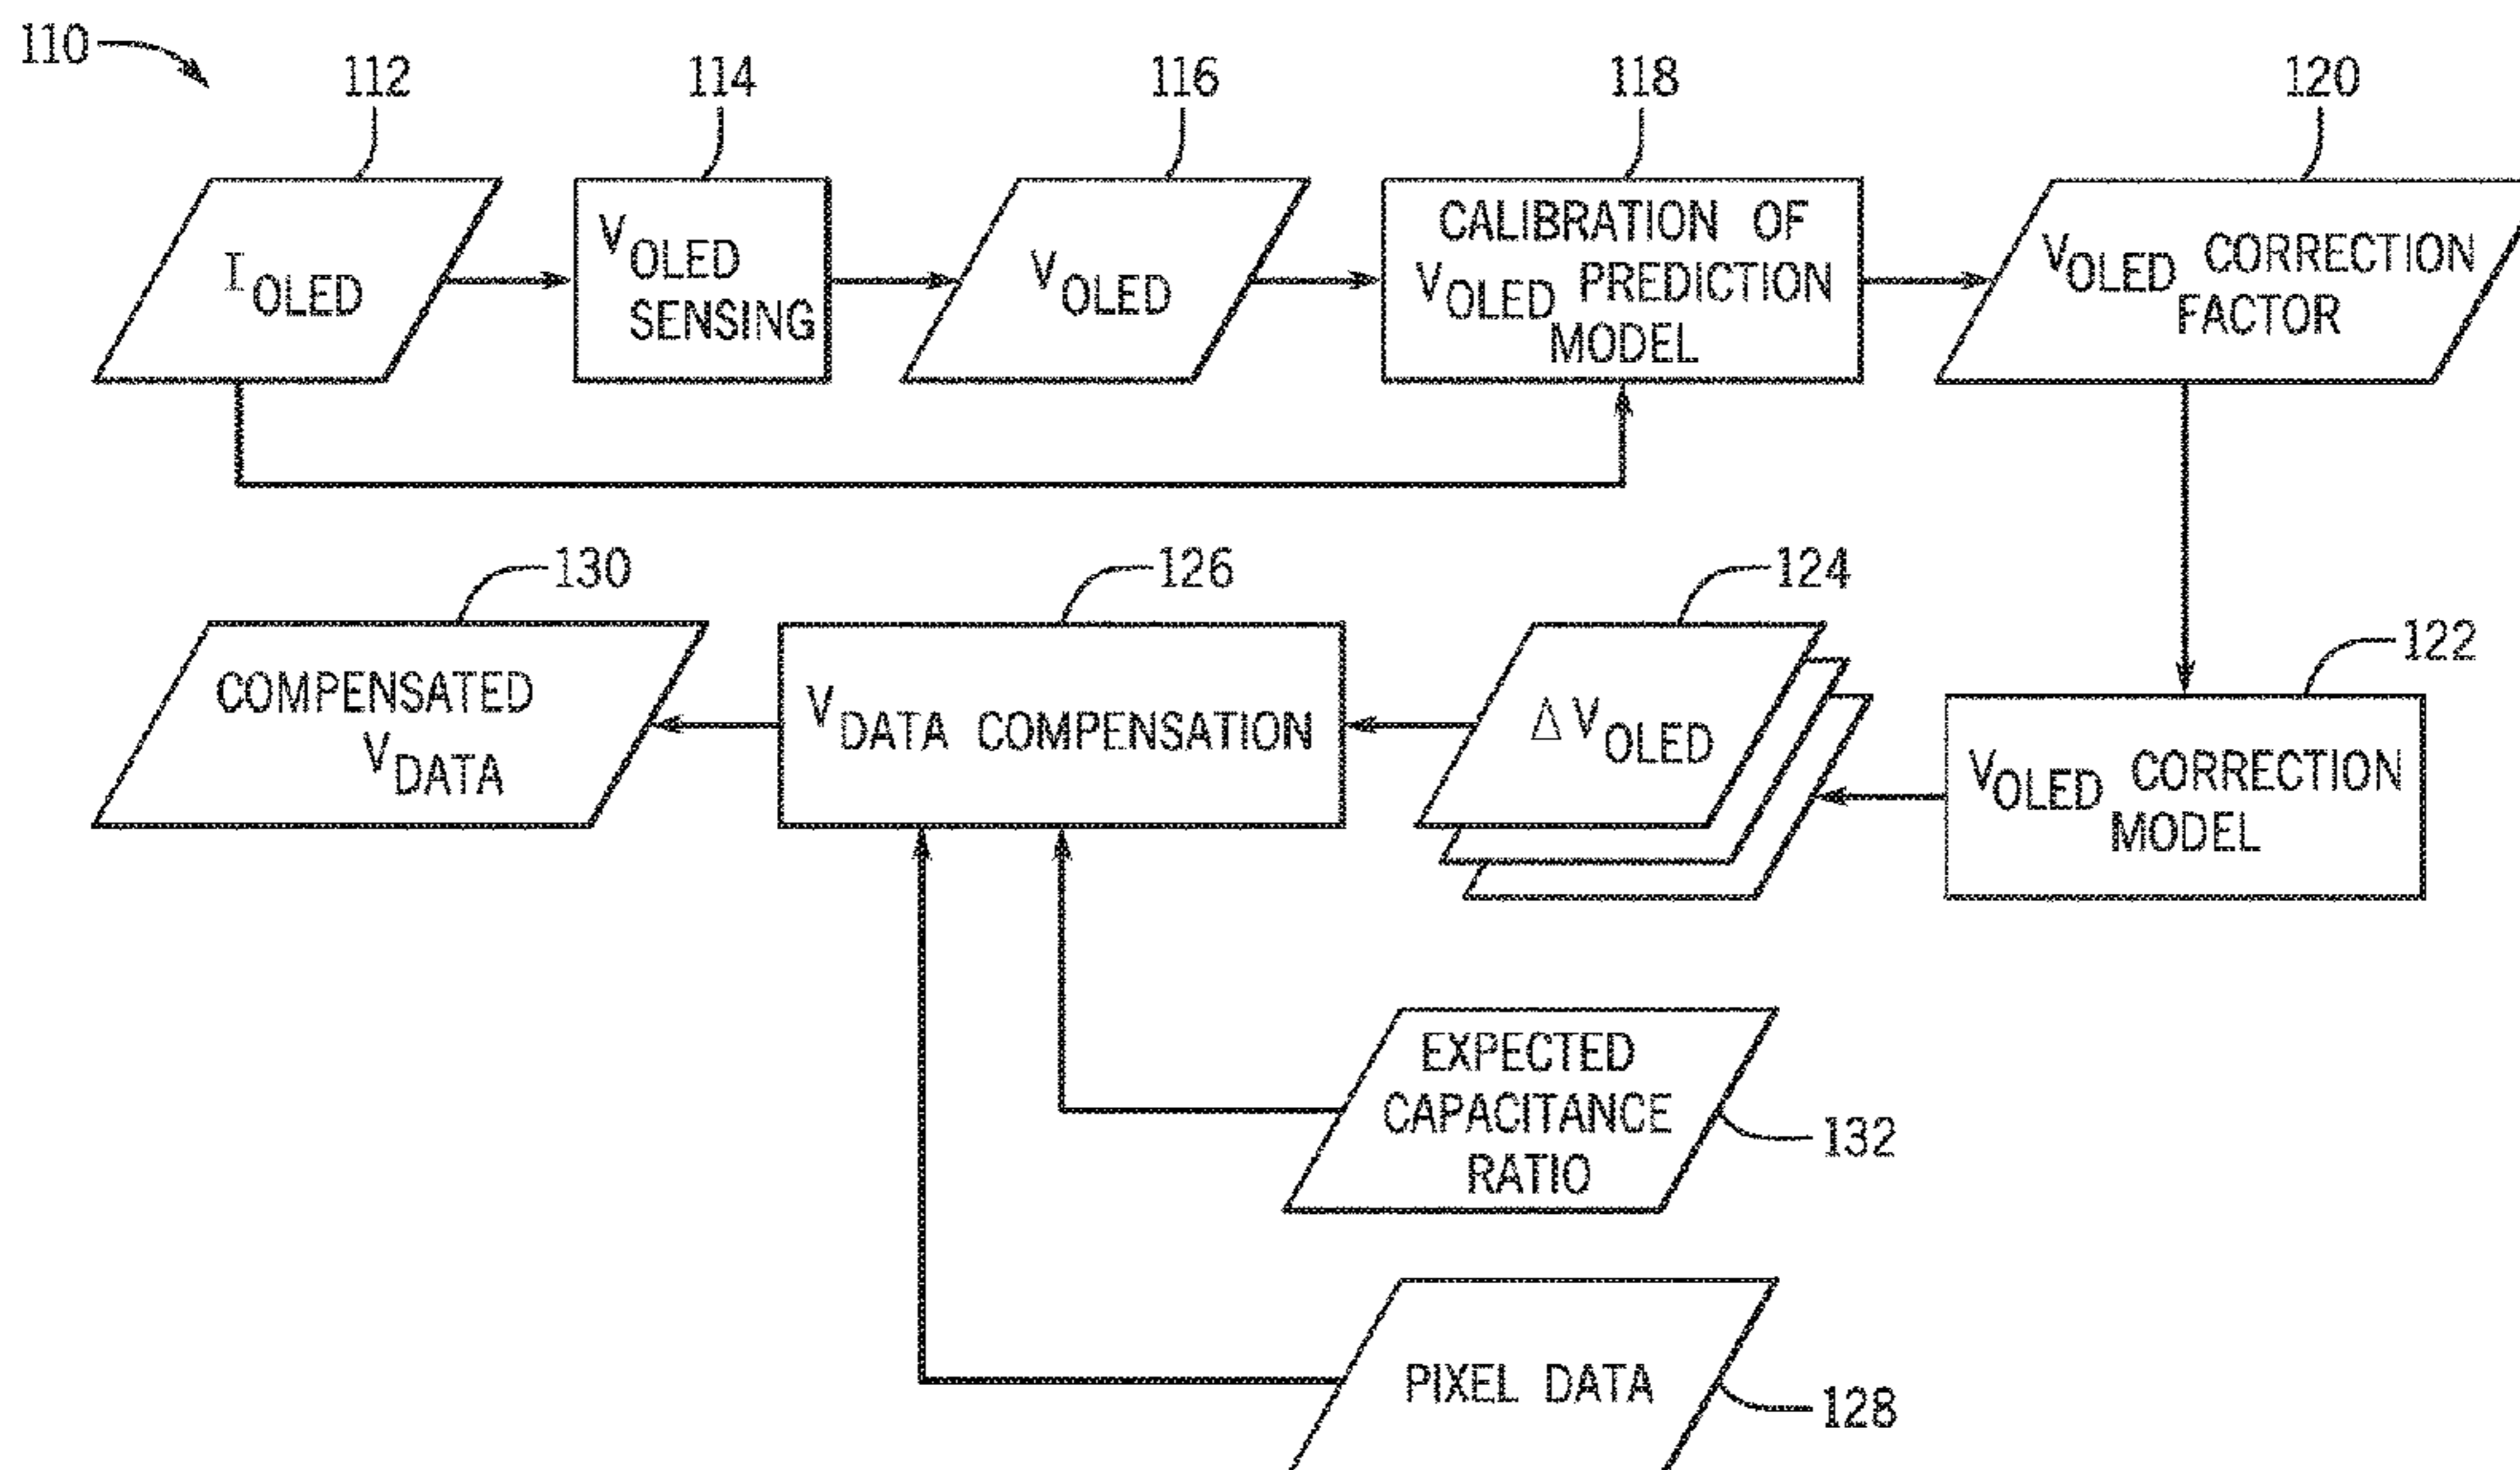 110
112
114
116
118
120
I OLED
V OLED
SENSING
V OLED
CALIBRATION OF
V OLED PREDICTION
MODEL
V OLED CORRECTION
FACTOR
130
126
124
122
COMPENSATED
V DATA
V DATA COMPENSATION
Δ V OLED
V OLED CORRECTION
MODEL
EXPECTED
CAPACITANCE
RATIO
132
PIXEL DATA
128